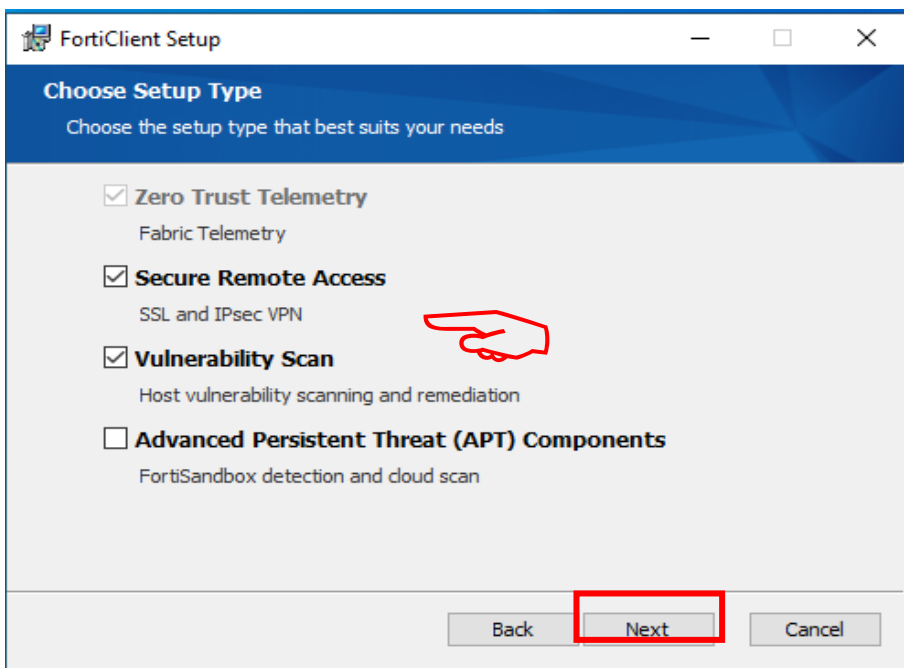 FortiClient Setup
Choose Setup Type
Choose the setup type that best suits your needs
Zero Trust Telemetry
Fabric Telemetry
Secure Remote Access
SSL and IPsec VPN
Vulnerability Scan
Host vulnerability scanning and remediation
Advanced Persistent Threat (APT) Components
FortiSandbox detection and cloud scan
Back Next Cancel